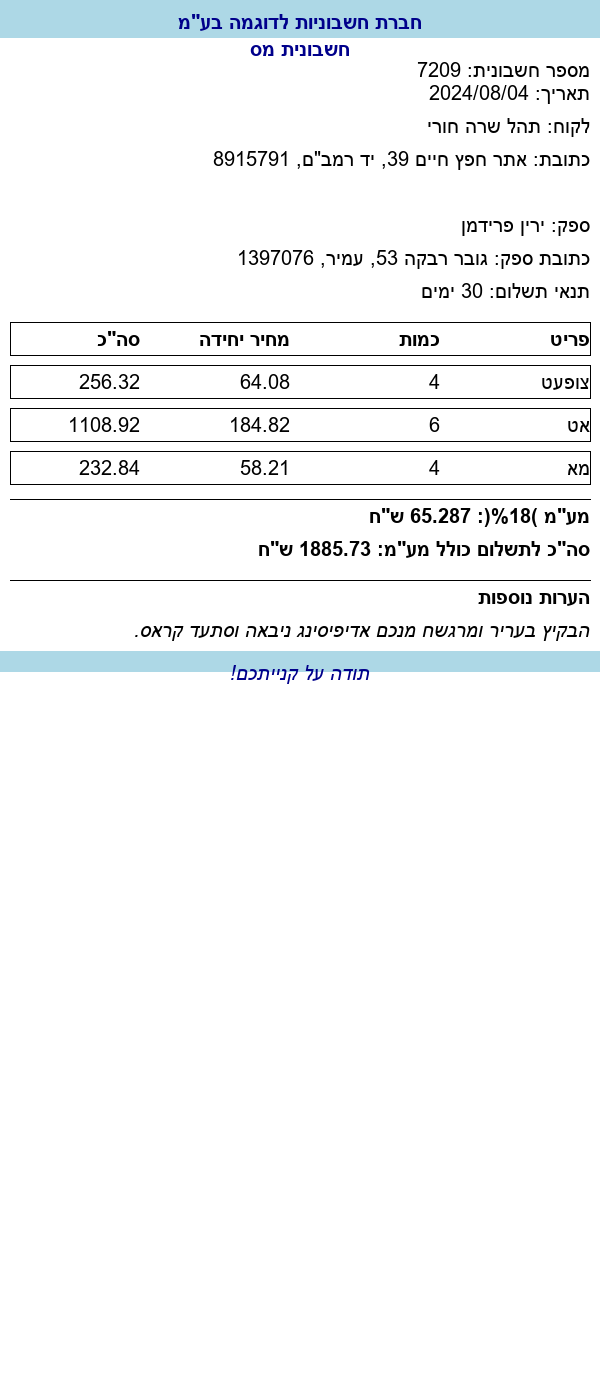 חברת חשבוניות לדוגמה בע"מ
חשבונית מס
מספר חשבונית: 7209
תאריך: 2024/08/04
לקוח: תהל שרה חורי
כתובת: אתר חפץ חיים 39, יד רמב"ם, 8915791
ספק: ירין פרידמן
כתובת ספק: גובר רבקה 53, עמיר, 1397076
תנאי תשלום: 30 ימים
פריט כמות מחיר יחידה סה"כ
צופעט 4 64.08 256.32
אט 6 184.82 1108.92
מא 4 58.21 232.84
מע"מ )18%(: 65.287 ש"ח
סה"כ לתשלום כולל מע"מ: 1885.73 ש"ח
הערות נוספות
הבקיץ בעריר ומרגשח מנכם אדיפיסינג ניבאה וסתעד קראס.
תודה על קנייתכם!